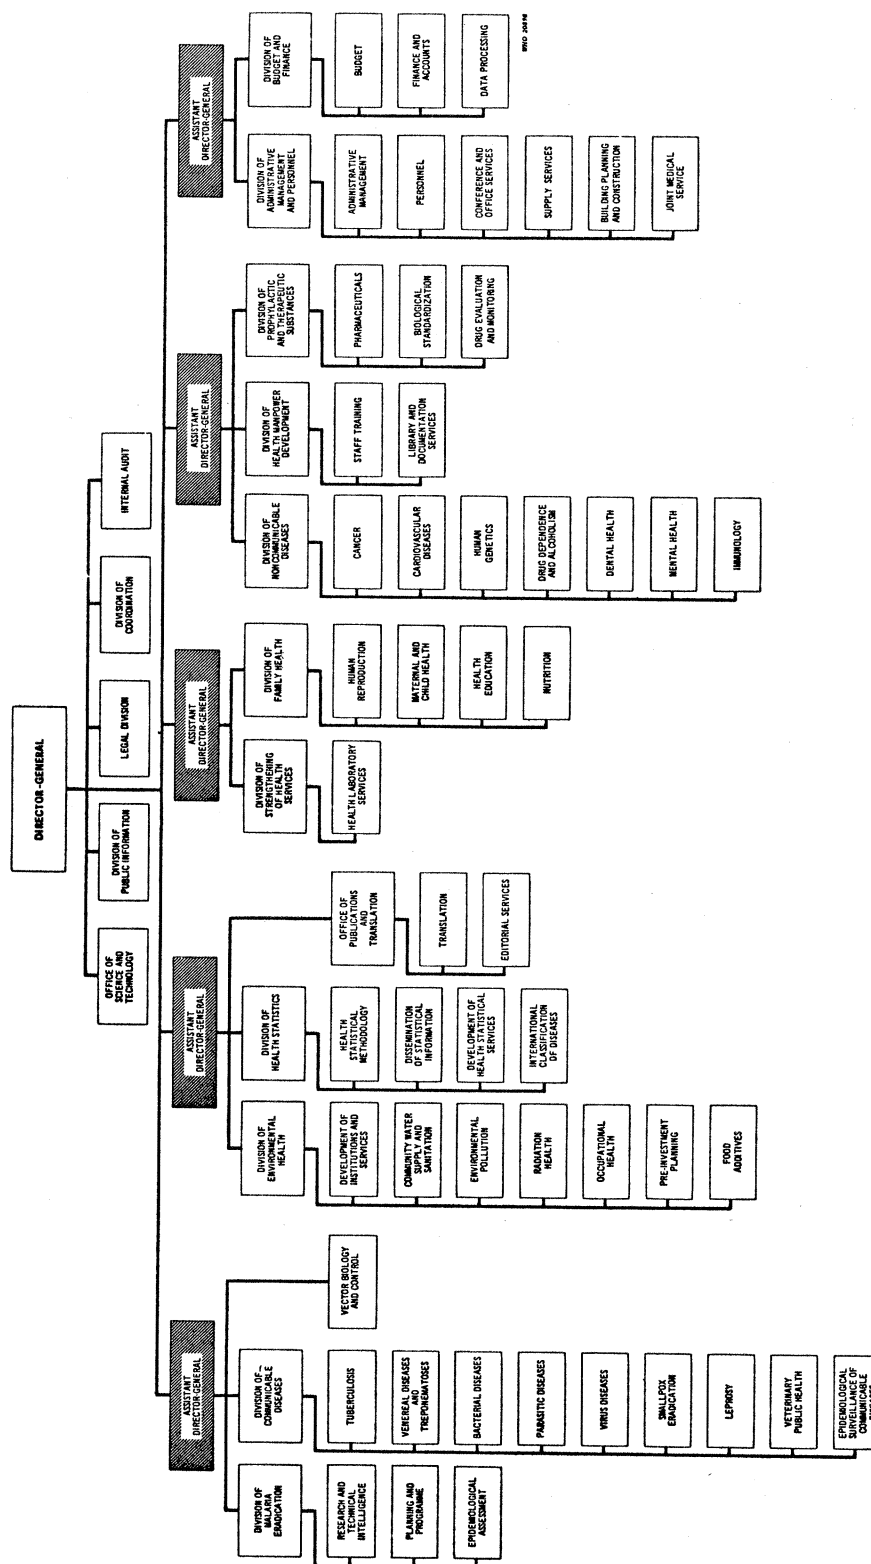 DIRECTOR-GENERAL
OFFICE OF
SCIENCE AND
TECHNOLOGY
DIVISION OF
PUBLIC INFORMATION
LEGAL DIVISION
DIVISION OF
COORDINATION
INTERNAL AUDIT
ASSISTANT
DIRECTOR-GENERAL
DIVISION OF
MALARIA
ERADICATION
RESEARCH AND
TECHNICAL
INTELLIGENCE
PLANNING AND
PROGRAMME
EPIDEMIOLOGICAL
ASSESSMENT
DIVISION OF
COMMUNICABLE
DISEASES
TUBERCULOSIS
VENEREAL DISEASES
AND
TREPONEMATOSES
BACTERIAL DISEASES
PARASITIC DISEASES
VIRUS DISEASES
SMALLPOX
ERADICATION
LEPROSY
VETERINARY
PUBLIC HEALTH
EPIDEMIOLOGICAL
SURVEILLANCE OF
COMMUNICABLE
VECTOR BIOLOGY
AND CONTROL
ASSISTANT
DIRECTOR-GENERAL
DIVISION OF
ENVIRONMENTAL
HEALTH
DEVELOPMENT OF
INSTITUTIONS AND
SERVICES
COMMUNITY WATER
SUPPLY AND
SANITATION
ENVIRONMENTAL
POLLUTION
RADIATION
HEALTH
OCCUPATIONAL
HEALTH
PRE-INVESTMENT
PLANNING
FOOD
ADDITIVES
DIVISION OF
HEALTH STATISTICS
HEALTH
STATISTICAL
METHODOLOGY
DISSEMINATION
OF STATISTICAL
INFORMATION
DEVELOPMENT OF
HEALTH STATISTICAL
SERVICES
INTERNATIONAL
CLASSIFICATION
OF DISEASES
OFFICE OF
PUBLICATIONS
AND
TRANSLATION
TRANSLATION
EDITORIAL SERVICES
ASSISTANT
DIRECTOR-GENERAL
DIVISION OF
STRENGTHERING
OF HEALTH
SERVICES
HEALTH LABORATORY
SERVICES
DIVISION OF
FAMILY HEALTH
HUMAN
REPRODUCTION
MATERNAL AND
CHILD HEALTH
HEALTH
EDUCATION
NUTRITION
ASSISTANT
DIRECTOR-GENERAL
DIVISION OF
NONCOMMUNICABLE
DISEASES
CANCER
CARDIOVASCULAR
DISEASES
HUMAN
GENETICS
DRUG DEPENDENCE
AND ALCOHOLISM
DENTAL HEALTH
MENTAL HEALTH
IMMUNOLOGY
DIVISION OF
HEALTH MANPOWER
DEVELOPMENT
STAFF TRAINING
LIBRARY AND
DOCUMENTATION
SERVICES
DIVISION OF
PROPHYLACTIC
AND THERAPEUTIC
SUBSTANCES
PHARMACEUTICALS
BIOLOGICAL
STANDARDIZATION
DRUG EVALUATION
AND MONITORING
ASSISTANT
DIRECTOR-GENERAL
DIVISION OF
ADMINISTRATIVE
MANAGEMENT
AND PERSONNEL
ADMINISTRATIVE
MANAGEMENT
PERSONNEL
CONFERENCE AND
OFFICE SERVICES
SUPPLY SERVICES
BUILDING PLANNING
AND CONSTRUCTION
JOINT MEDICAL
SERVICE
DIVISION OF
BUDGET AND
FINANCE
BUDGET
FINANCE AND
ACCOUNTS
DATA PROCESSING